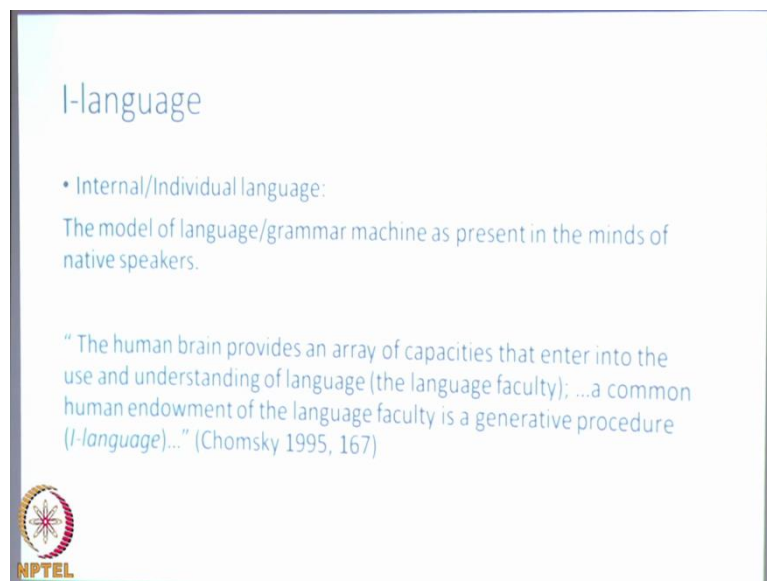 I-language
• Internal/Individual language:
The model of language/grammar machine as present in the minds of
native speakers.
“ The human brain provides an array of capacities that enter into the
use and understanding of language (the language faculty); ...a common
human endowment of the language faculty is a generative procedure
(I-language)...” (Chomsky 1995, 167)
NPTEL